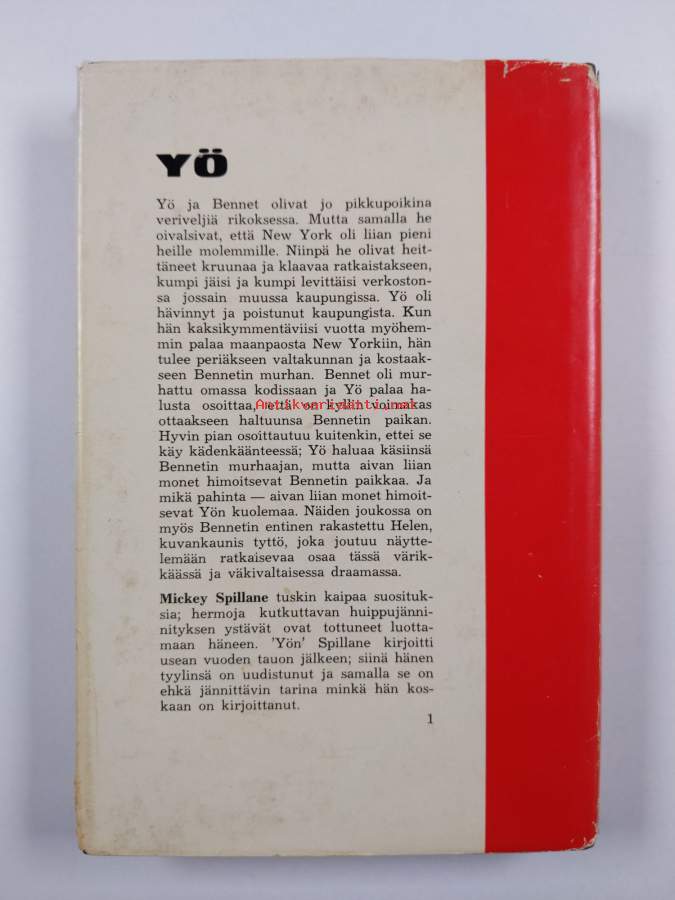 YÖ
Yö ja Bennet olivat jo pikkupoikina
veriveljiä rikoksessa. Mutta samalla he
oivalsivat, että New York oli liian pieni
heille molemmille. Niinpä he olivat heit-
täneet kruunaa ja klaavaa ratkaistakseen,
kumpi jäisi ja kumpi levittäisi verkoston-
sa jossain muussa kaupungissa. Yö oli
hävinnyt ja poistunut kaupungista. Kun
hän kaksikymmentäviisi vuotta myöhem-
min palaa maanpaosta New Yorkiin, hän
tulee periäkseen valtakunnan ja kostaak-
seen Bennetin murhan. Bennet oli mur-
hattu omassa kodissaan ja Yö palaa ha-
lusta osoittaa, että on kyllin voimakas
Antikvariaatti.net
ottaakseen haltuunsa Bennetin paikan.
Hyvin pian osoittautuu kuitenkin, ettei se
käy kädenkäänteessä; Yö haluaa käsiinsä
Bennetin murhaajan, mutta aivan liian
monet himoitsevat Bennetin paikkaa. Ja
mikä pahinta — aivan liian monet himoit-
sevat Yön kuolemaa. Näiden joukossa on
myös Bennetin entinen rakastettu Helen,
kuvankaunis tyttö, joka joutuu näytte-
lemään ratkaisevaa osaa tässä värik-
käässä ja väkivaltaisessa draamassa.
Mickey Spillane tuskin kaipaa suosituk-
sia; hermoja kutkuttavan huippujänni-
nityksen ystävät ovat tottuneet luotta-
maan häneen. 'Yön' Spillane kirjoitti
usean vuoden tauon jälkeen; siinä hänen
tyylinsä on uudistunut ja samalla se on
ehkä jännittävin tarina minkä hän kos-
kaan on kirjoittanut.
1